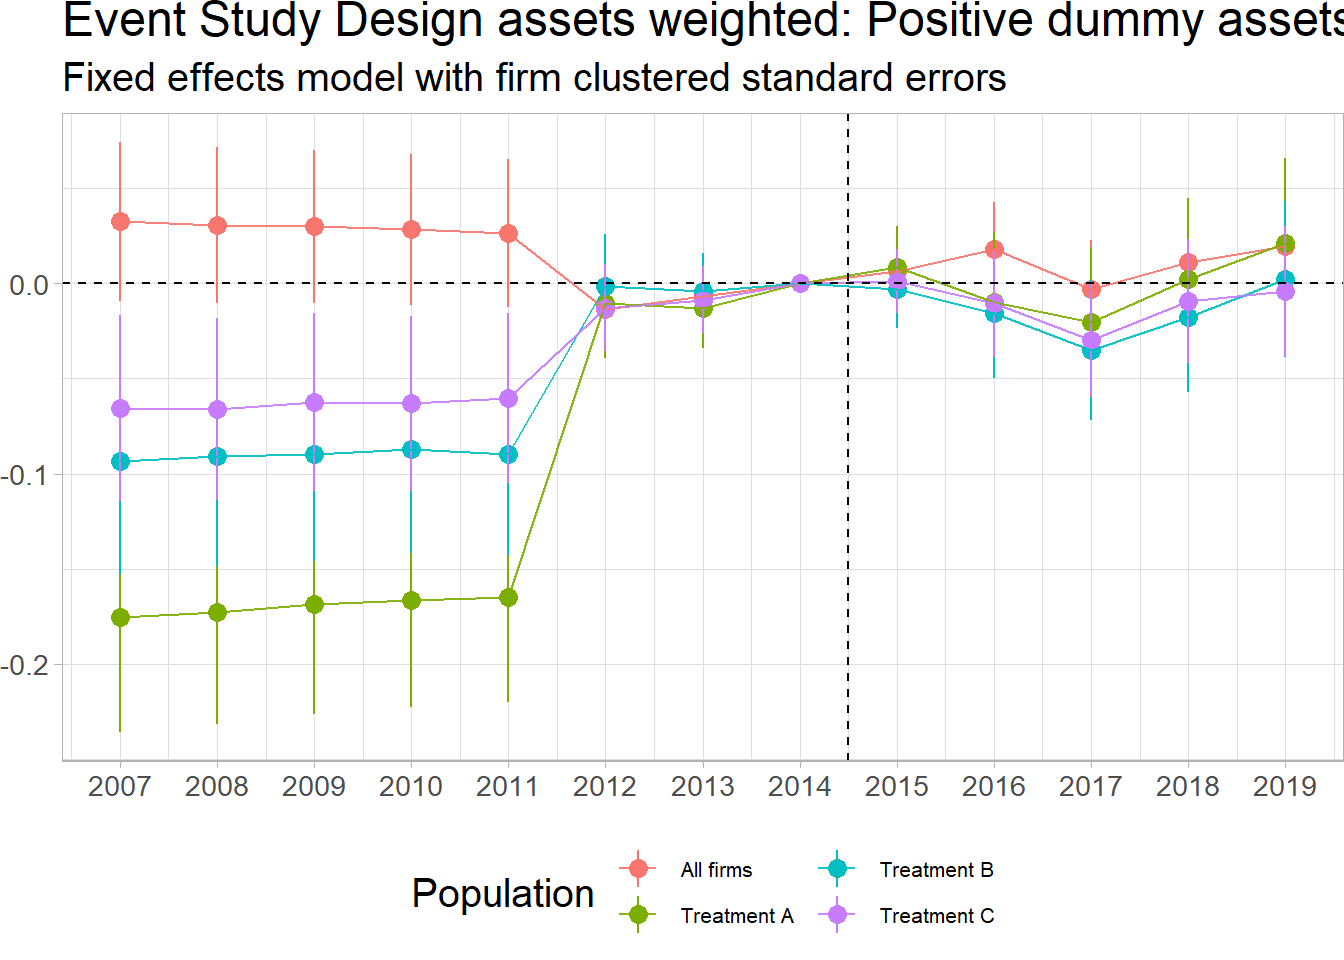 Event Study Design assets weighted: Positive dummy assets
Fixed effects model with firm clustered standard errors
0.0
-0.1
-0.2
2007 2008 2009 2010 2011 2012 2013 2014 2015 2016 2017 2018 2019
Population
All firms
Treatment B
Treatment A
Treatment C